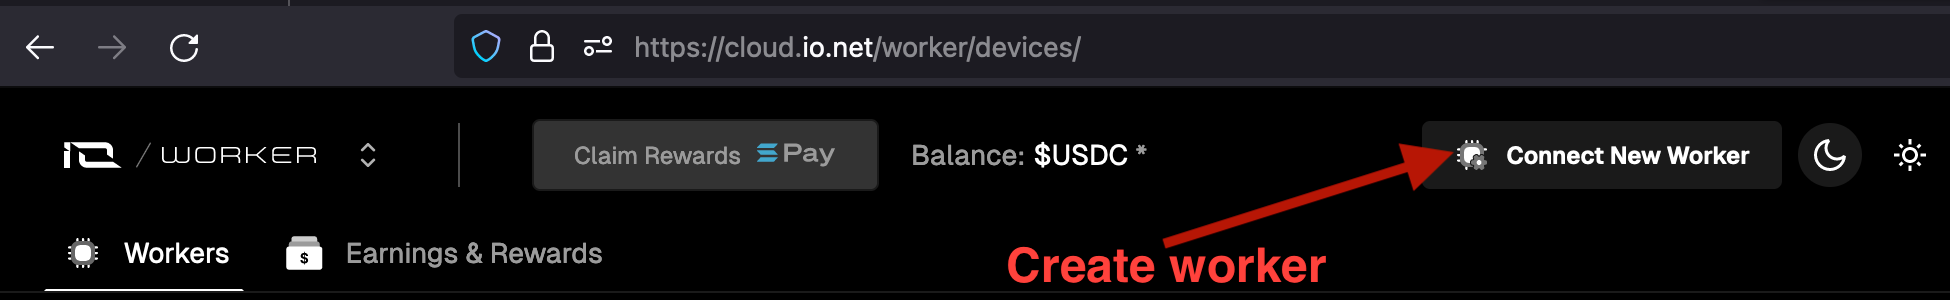 https://cloud.io.net/worker/devices/
IO / WORKER
Claim Rewards Pay
Balance: $USDC *
Connect New Worker
Workers
$ Earnings & Rewards
Create worker